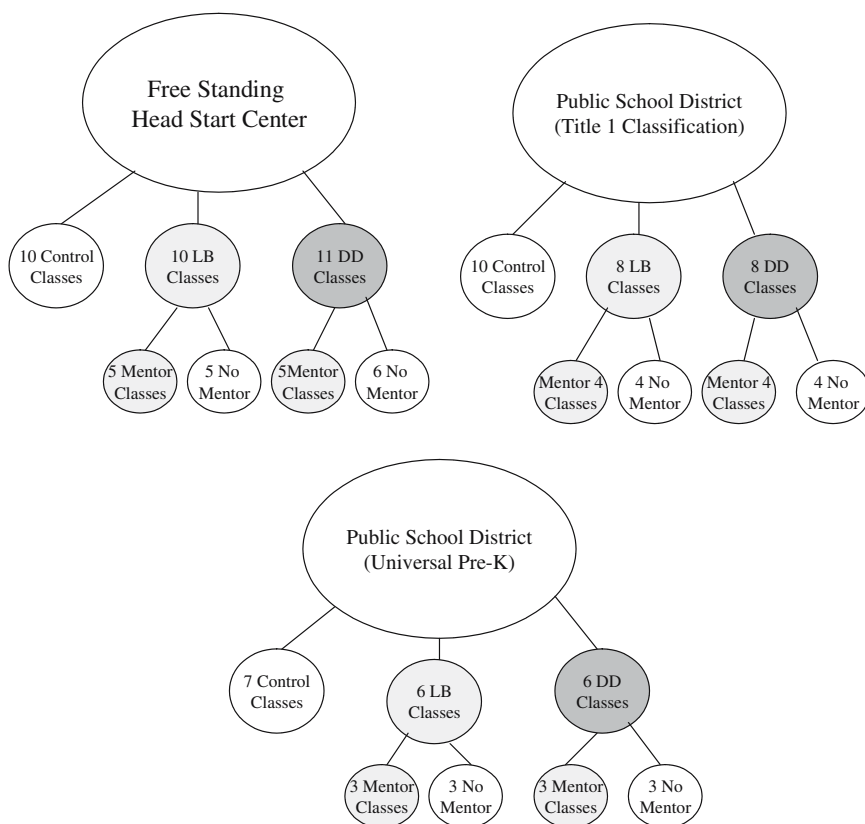 Free Standing
Head Start Center
10 Control
Classes
10 LB
Classes
11 DD
Classes
5 Mentor
Classes
5 No
Mentor
5Mentor
Classes
6 No
Mentor
Public School District
(Title 1 Classification)
10 Control
Classes
8 LB
Classes
8 DD
Classes
Mentor 4
Classes
4 No
Mentor
Mentor 4
Classes
4 No
Mentor
Public School District
(Universal Pre-K)
7 Control
Classes
6 LB
Classes
6 DD
Classes
3 Mentor
Classes
3 No
Mentor
3 Mentor
Classes
3 No
Mentor